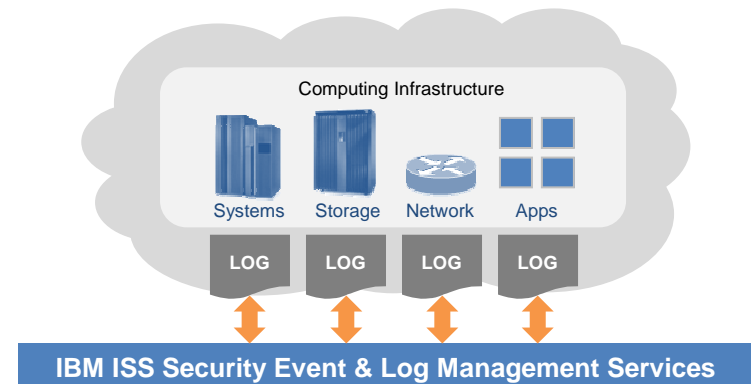 Computing Infrastructure
Systems Storage Network Apps
LOG LOG LOG LOG
IBM ISS Security Event & Log Management Services